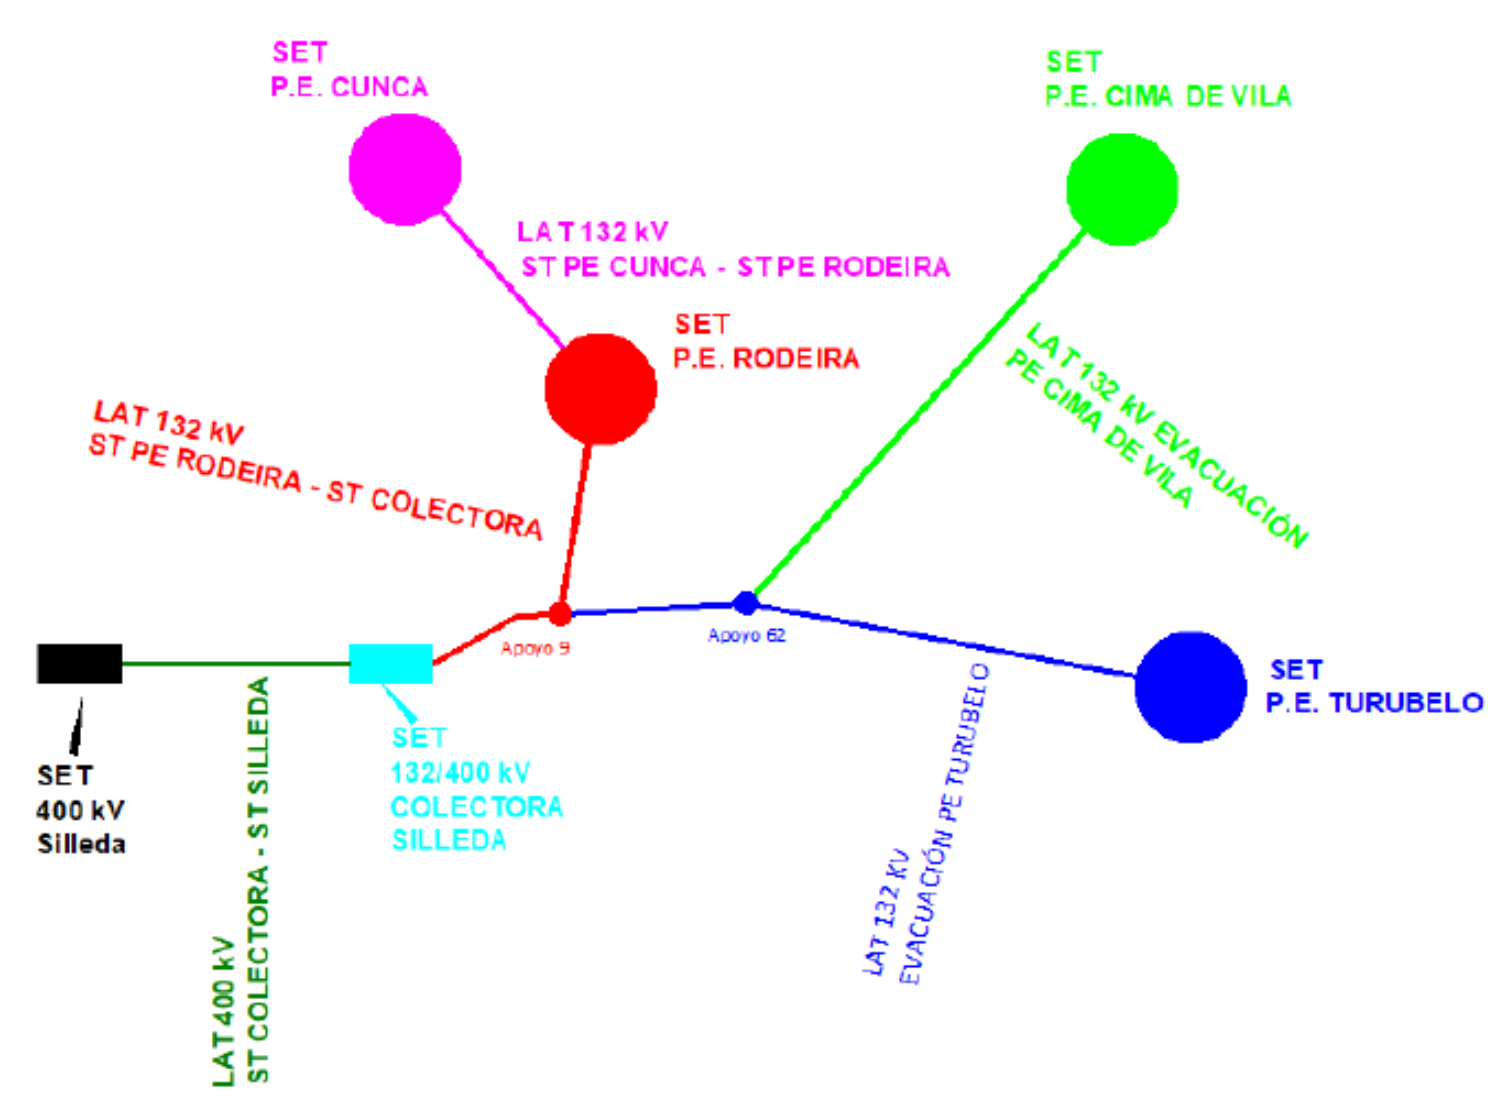 SET
P.E. CUNCA
SET
P.E. CIMA DE VILA
LAT 132 kV
ST PE CUNCA - ST PE RODEIRA
SET
P.E. RODEIRA
LAT 132 kV EVACUACIÓN
PE CIMA DE VILA
LAT 132 kV
ST PE RODEIRA - ST COLECTORA
Apoyo 9
Apoyo 62
SET
P.E. TURUBELO
LAT 132 KV
EVACUACIÓN PE TURUBELO
SET
132/400 kV
COLECTORA
SILLEDA
SET
400 kV
Silleda
LAT 400 kV
ST COLECTORA - ST SILLEDA